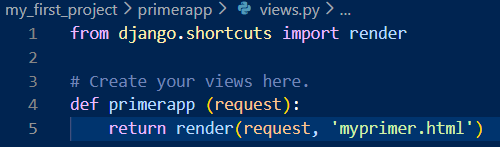 my_first_project > primerapp > views.py > ...
1 from django.shortcuts import render
2
3 # Create your views here.
4 def primerapp (request):
5 return render(request, 'myprimer.html')